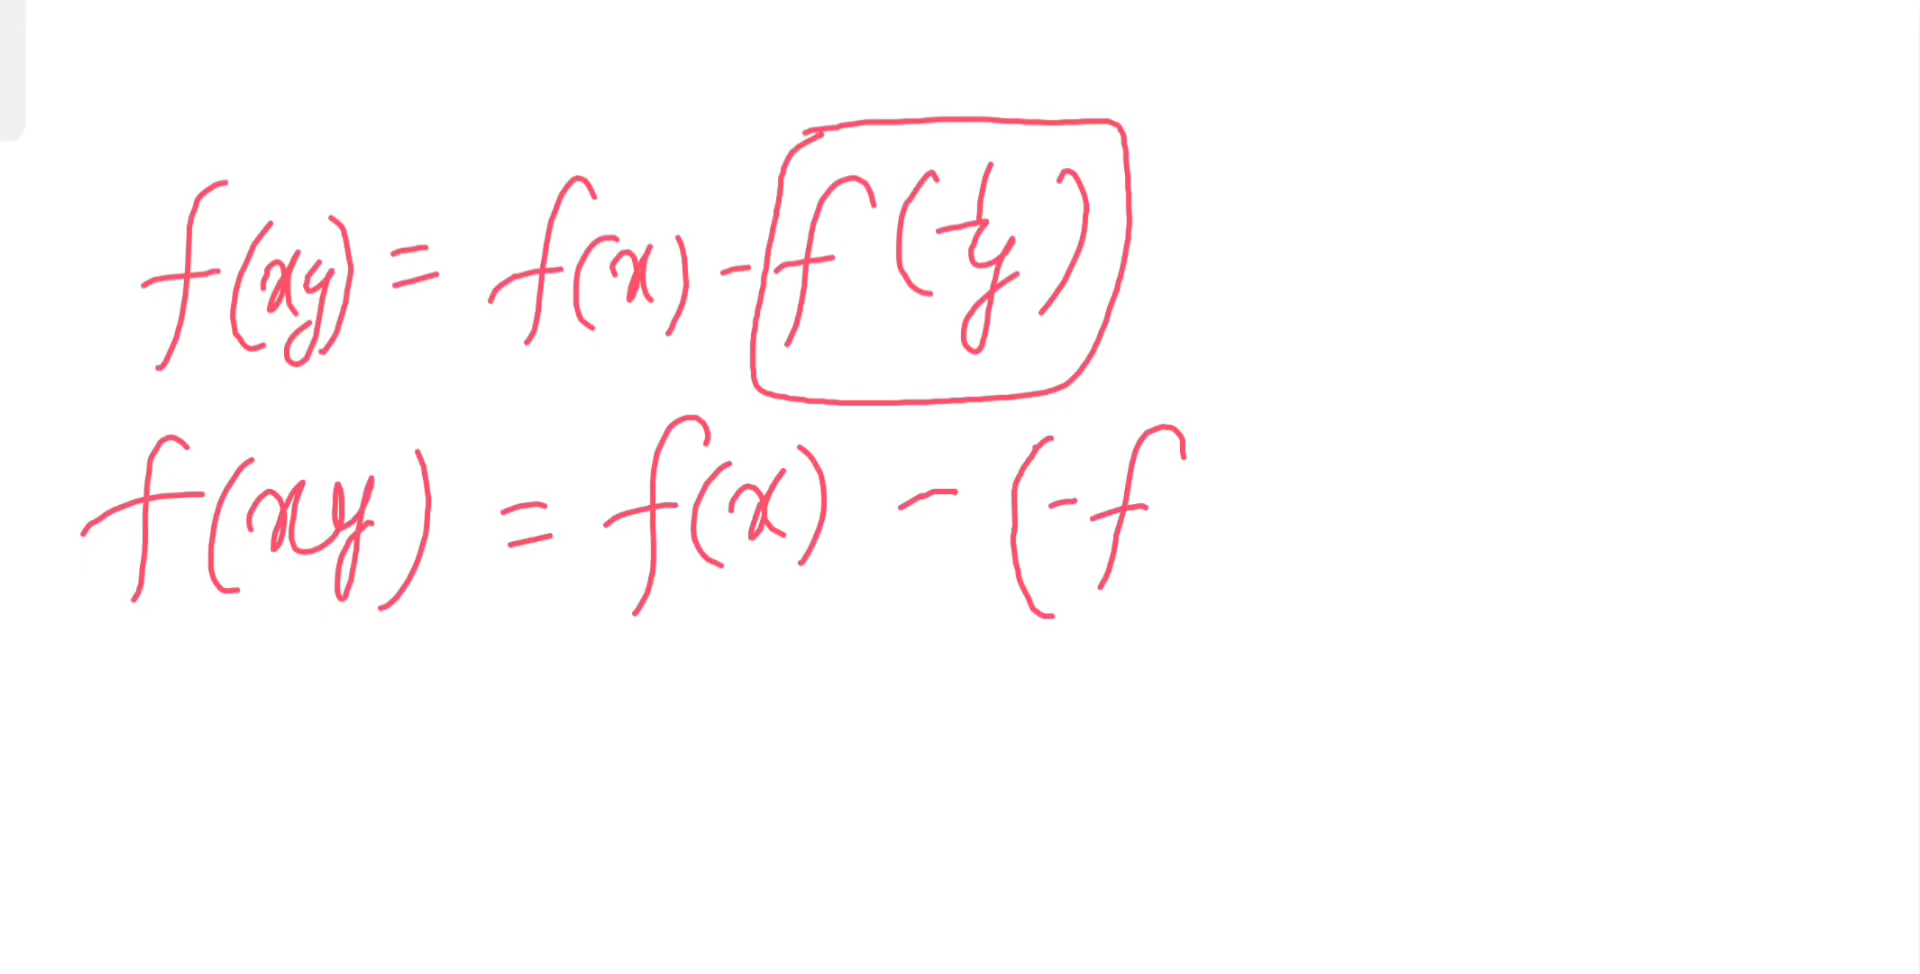 f(xy) = f(x) - f(1/y)
f(xy) = f(x) - (-f